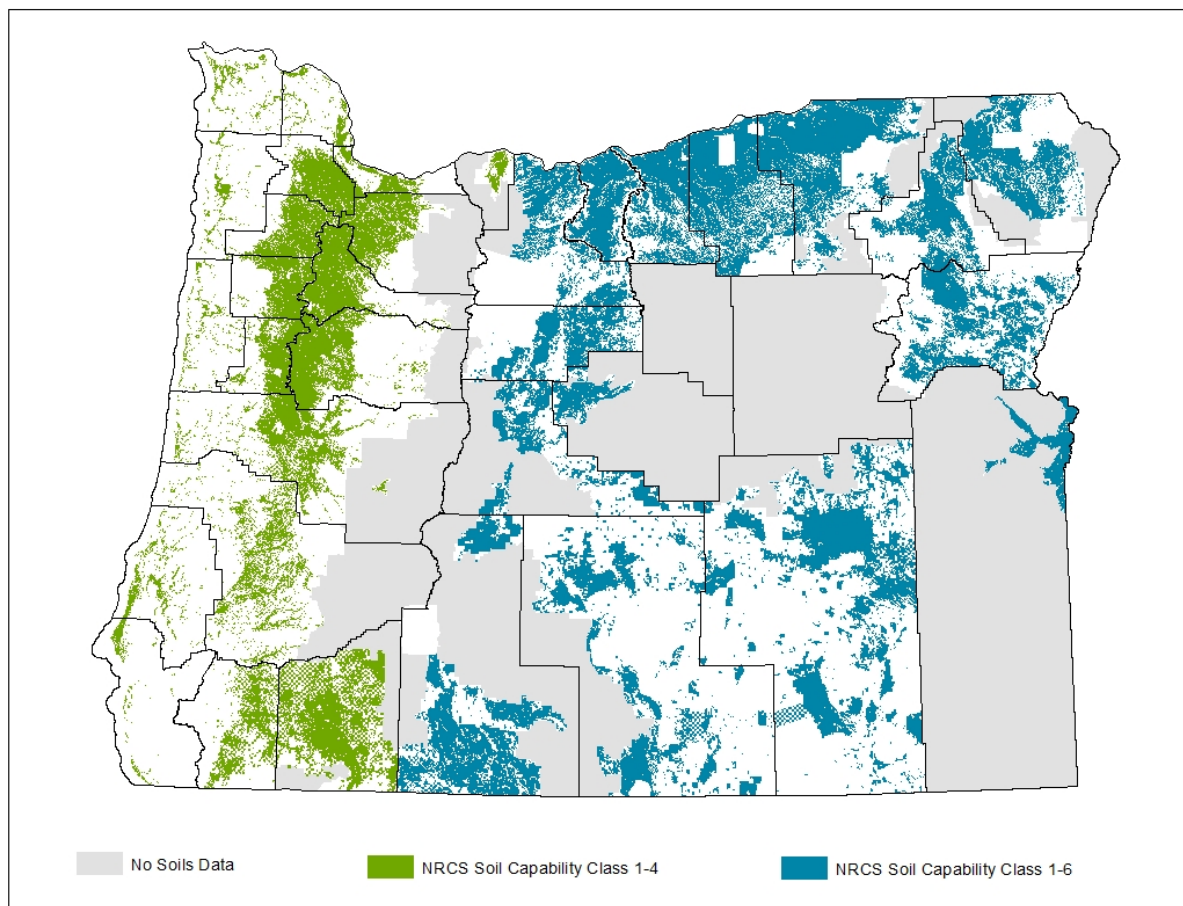 No Soils Data
NRCS Soil Capability Class 1-4
NRCS Soil Capability Class 1-6